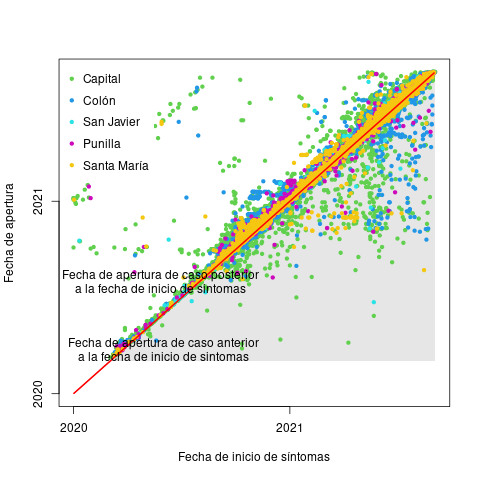 Capital
Colón
San Javier
Punilla
Santa María
Fecha de apertura
2021
2020
Fecha de apertura de caso posterior
a la fecha de inicio de síntomas
Fecha de apertura de caso anterior
a la fecha de inicio de sintomas
2020
2021
Fecha de inicio de síntomas